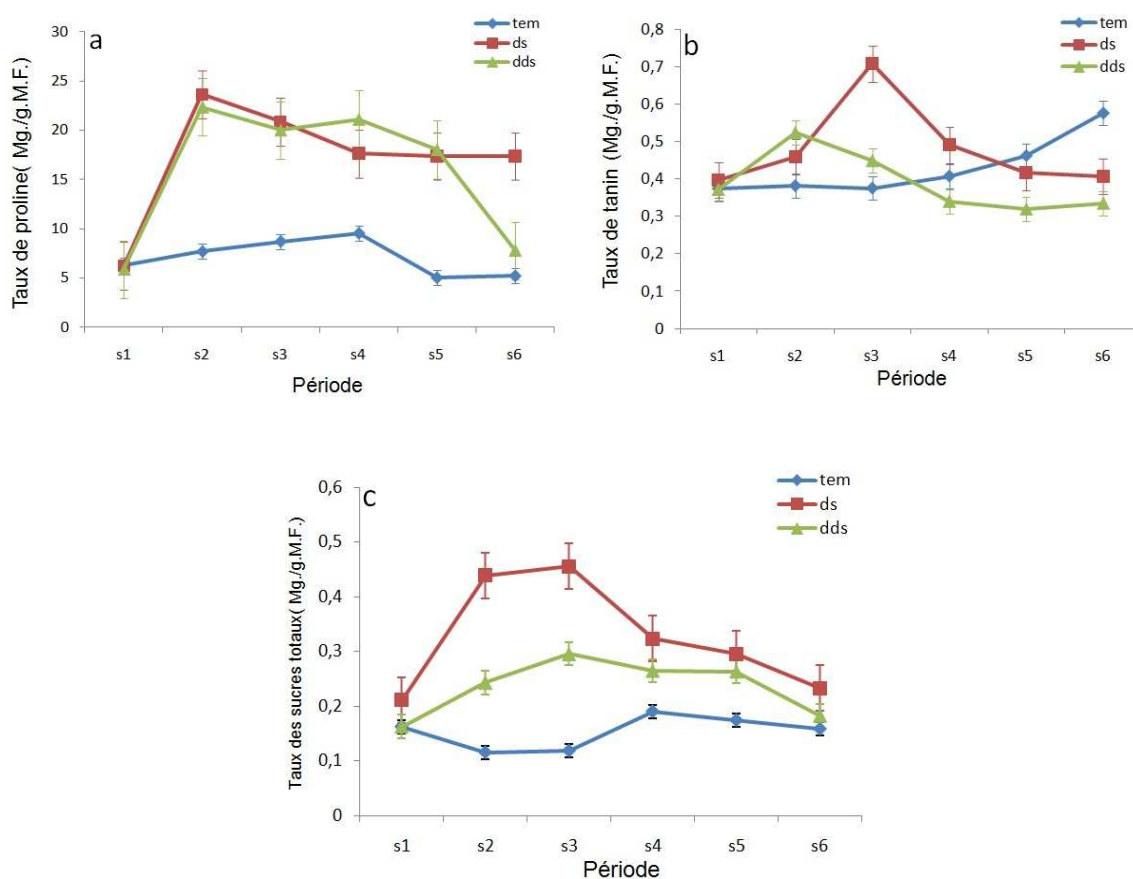 a
Taux de proline( Mg./g.M.F.)
30
25
20
15
10
5
0
tem
ds
dds
s1 s2 s3 s4 s5 s6
Période
b
Taux de tanin (Mg./g.M.F.)
0,8
0,7
0,6
0,5
0,4
0,3
0,2
0,1
0
tem
ds
dds
s1 s2 s3 s4 s5 s6
Période
c
Taux des sucres totaux( Mg./g.M.F.)
0,6
0,5
0,4
0,3
0,2
0,1
0
tem
ds
dds
s1 s2 s3 s4 s5 s6
Période